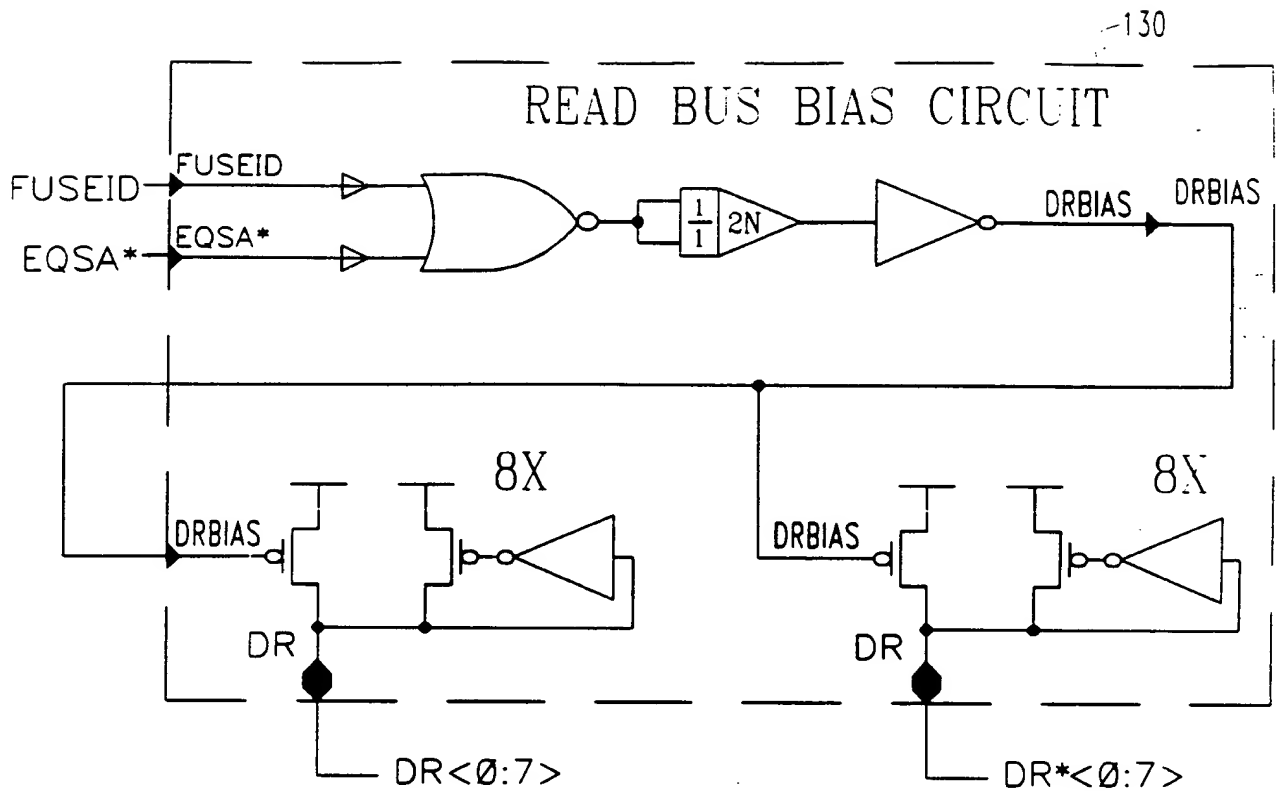 130
READ BUS BIAS CIRCUIT
FUSEID
FUSEID
EQSA*
EQSA*
1
1
2N
DRBIAS
DRBIAS
8X
8X
DRBIAS
DRBIAS
DR
DR
DR<Ø:7>
DR*<Ø:7>